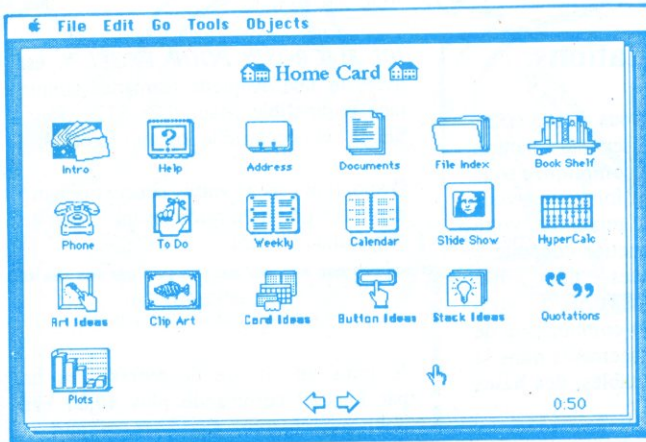 File Edit Go Tools Objects
Home Card
Intro Help Address Documents File Index Book Shelf
Phone To Do Weekly Calendar Slide Show HyperCalc
Art Ideas Clip Art Card Ideas Button Ideas Stack Ideas Quotations
Plots
0:50